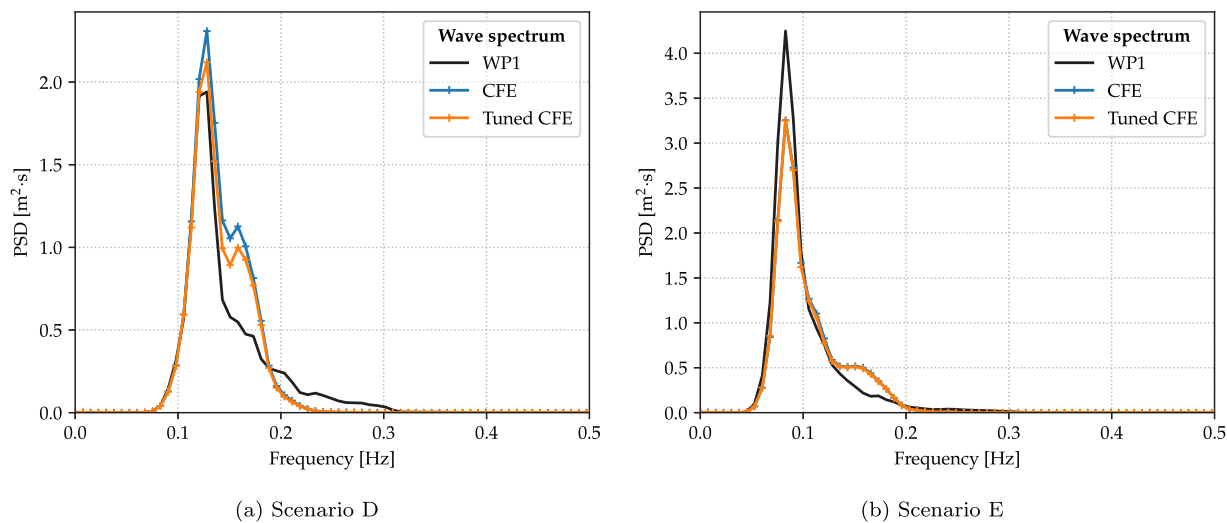 Wave spectrum
WP1
CFE
Tuned CFE
PSD [m²·s]
2.0
1.5
1.0
0.5
0.0
0.0 0.1 0.2 0.3 0.4 0.5
Frequency [Hz]
(a) Scenario D
Wave spectrum
WP1
CFE
Tuned CFE
PSD [m²·s]
4.0
3.5
3.0
2.5
2.0
1.5
1.0
0.5
0.0
0.0 0.1 0.2 0.3 0.4 0.5
Frequency [Hz]
(b) Scenario E